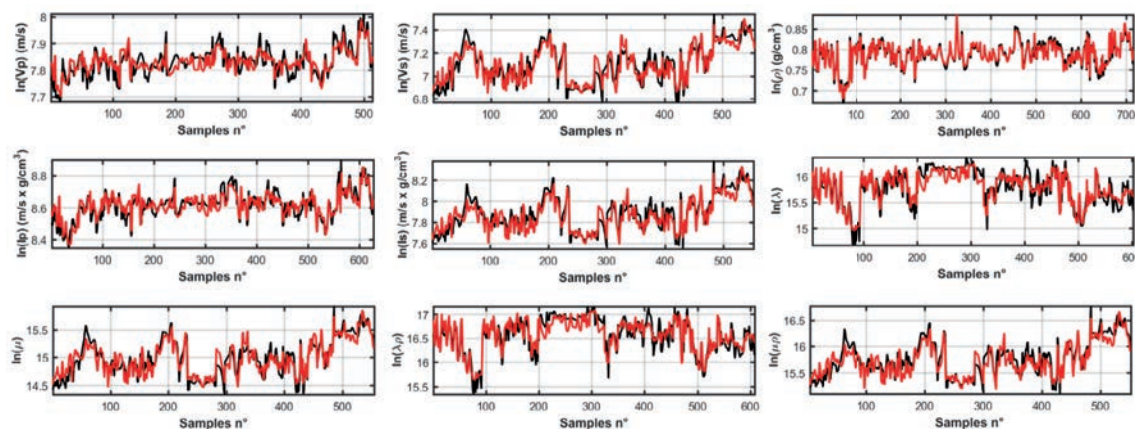 ln(Vp) (m/s)
8
7.9
7.8
7.7
100 200 300 400 500
Samples n°
ln(Vs) (m/s)
7.4
7.2
7
6.8
100 200 300 400 500
Samples n°
ln(ρ) (g/cm³)
0.85
0.8
0.75
0.7
100 200 300 400 500 600 700
Samples n°
ln(Ip) (m/s x g/cm³)
8.8
8.6
8.4
100 200 300 400 500 600
Samples n°
ln(Is) (m/s x g/cm³)
8.2
8
7.8
7.6
100 200 300 400 500
Samples n°
ln(λ)
16
15.5
15
100 200 300 400 500 600
Samples n°
ln(μ)
15.5
15
14.5
100 200 300 400 500
Samples n°
ln(λρ)
17
16.5
16
15.5
100 200 300 400 500 600
Samples n°
ln(μρ)
16.5
16
15.5
100 200 300 400 500
Samples n°